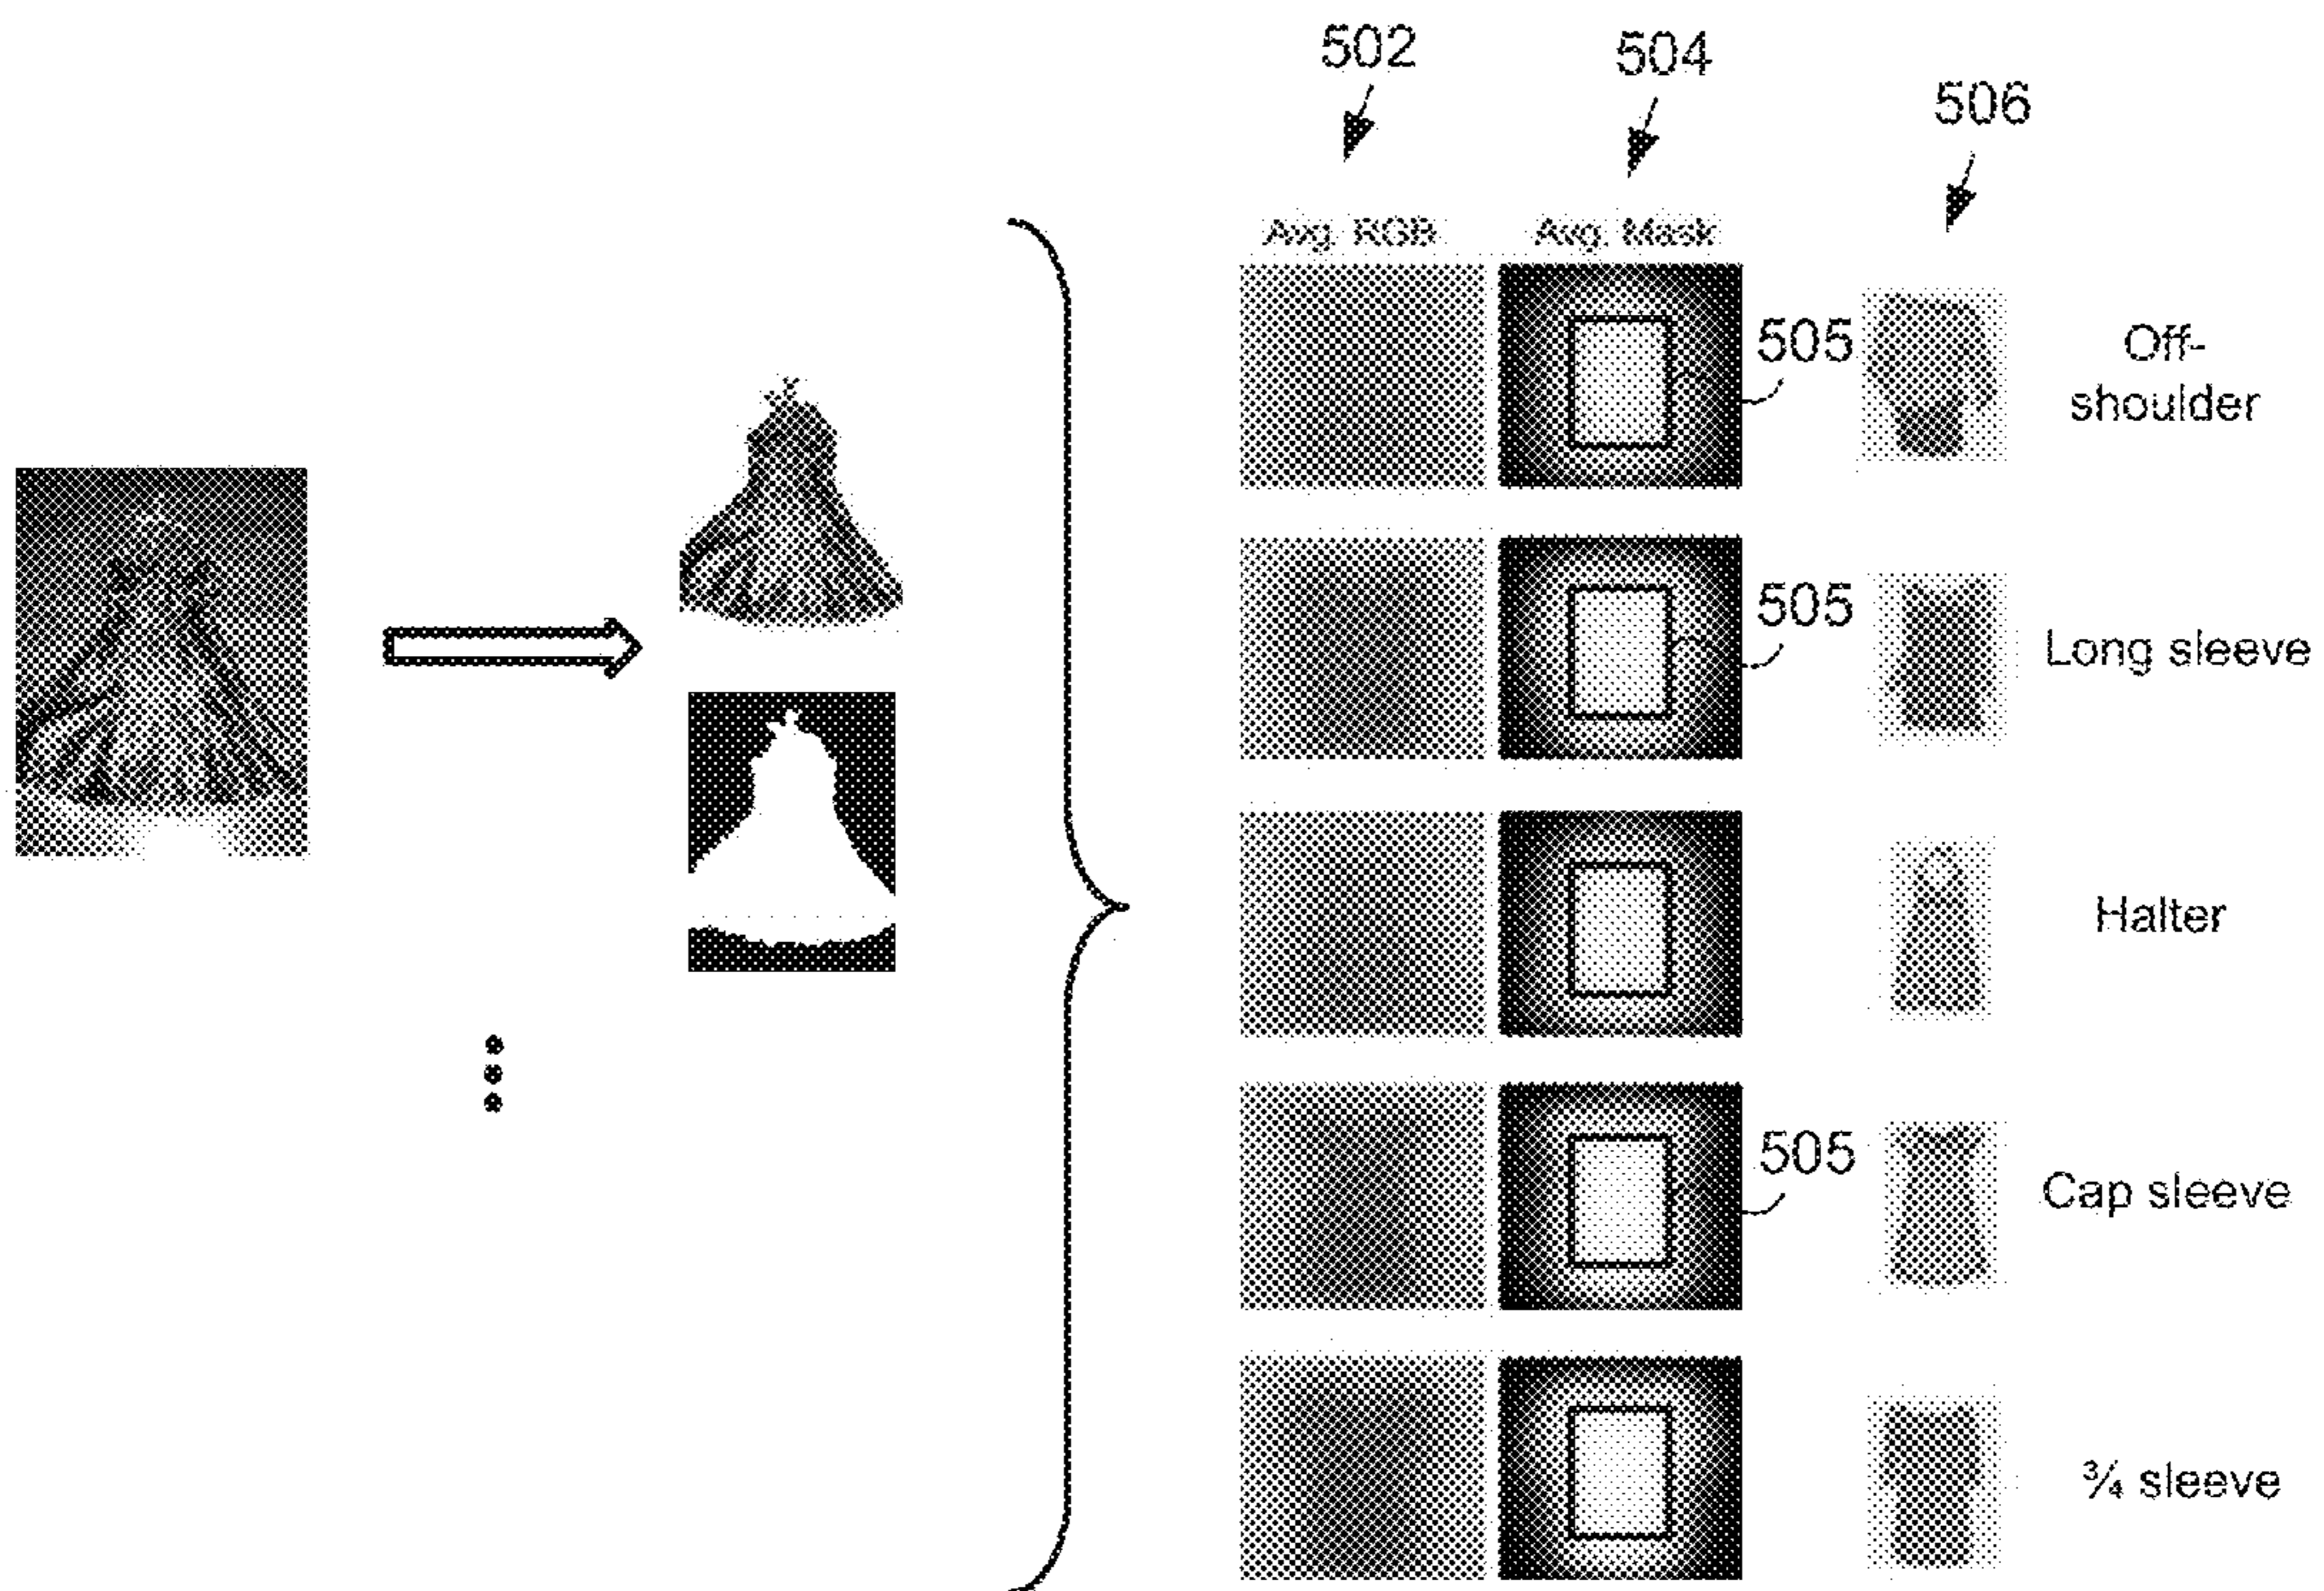 502
504
506
Avg. RGB
Avg. Mask
505
Off-
shoulder
505
Long sleeve
Halter
505
Cap sleeve
¾ sleeve